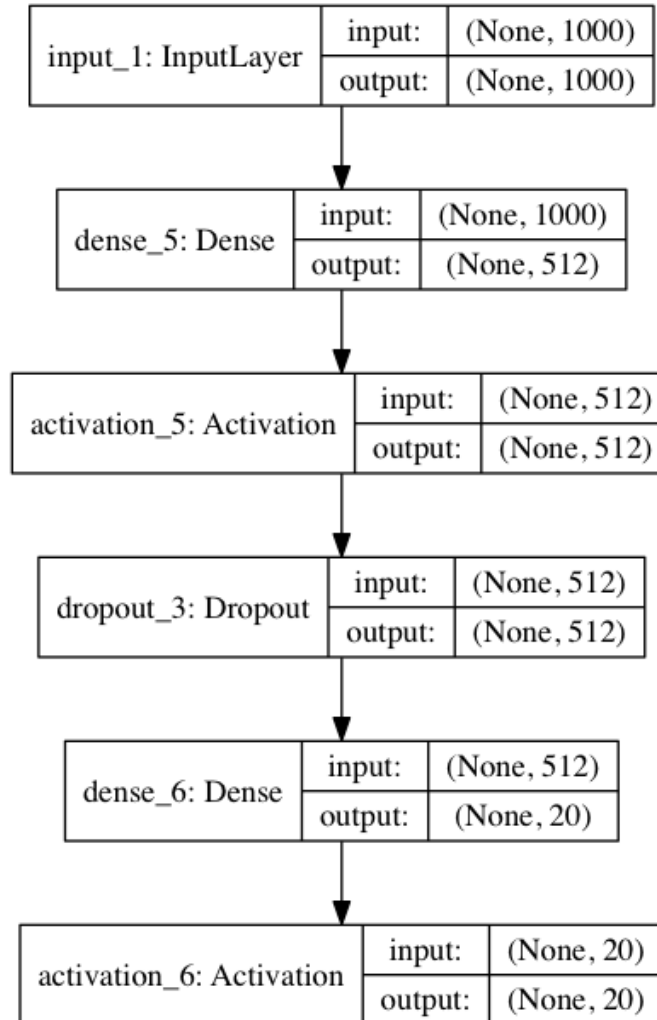 input_1: InputLayer
input: (None, 1000)
output: (None, 1000)
dense_5: Dense
input: (None, 1000)
output: (None, 512)
activation_5: Activation
input: (None, 512)
output: (None, 512)
dropout_3: Dropout
input: (None, 512)
output: (None, 512)
dense_6: Dense
input: (None, 512)
output: (None, 20)
activation_6: Activation
input: (None, 20)
output: (None, 20)